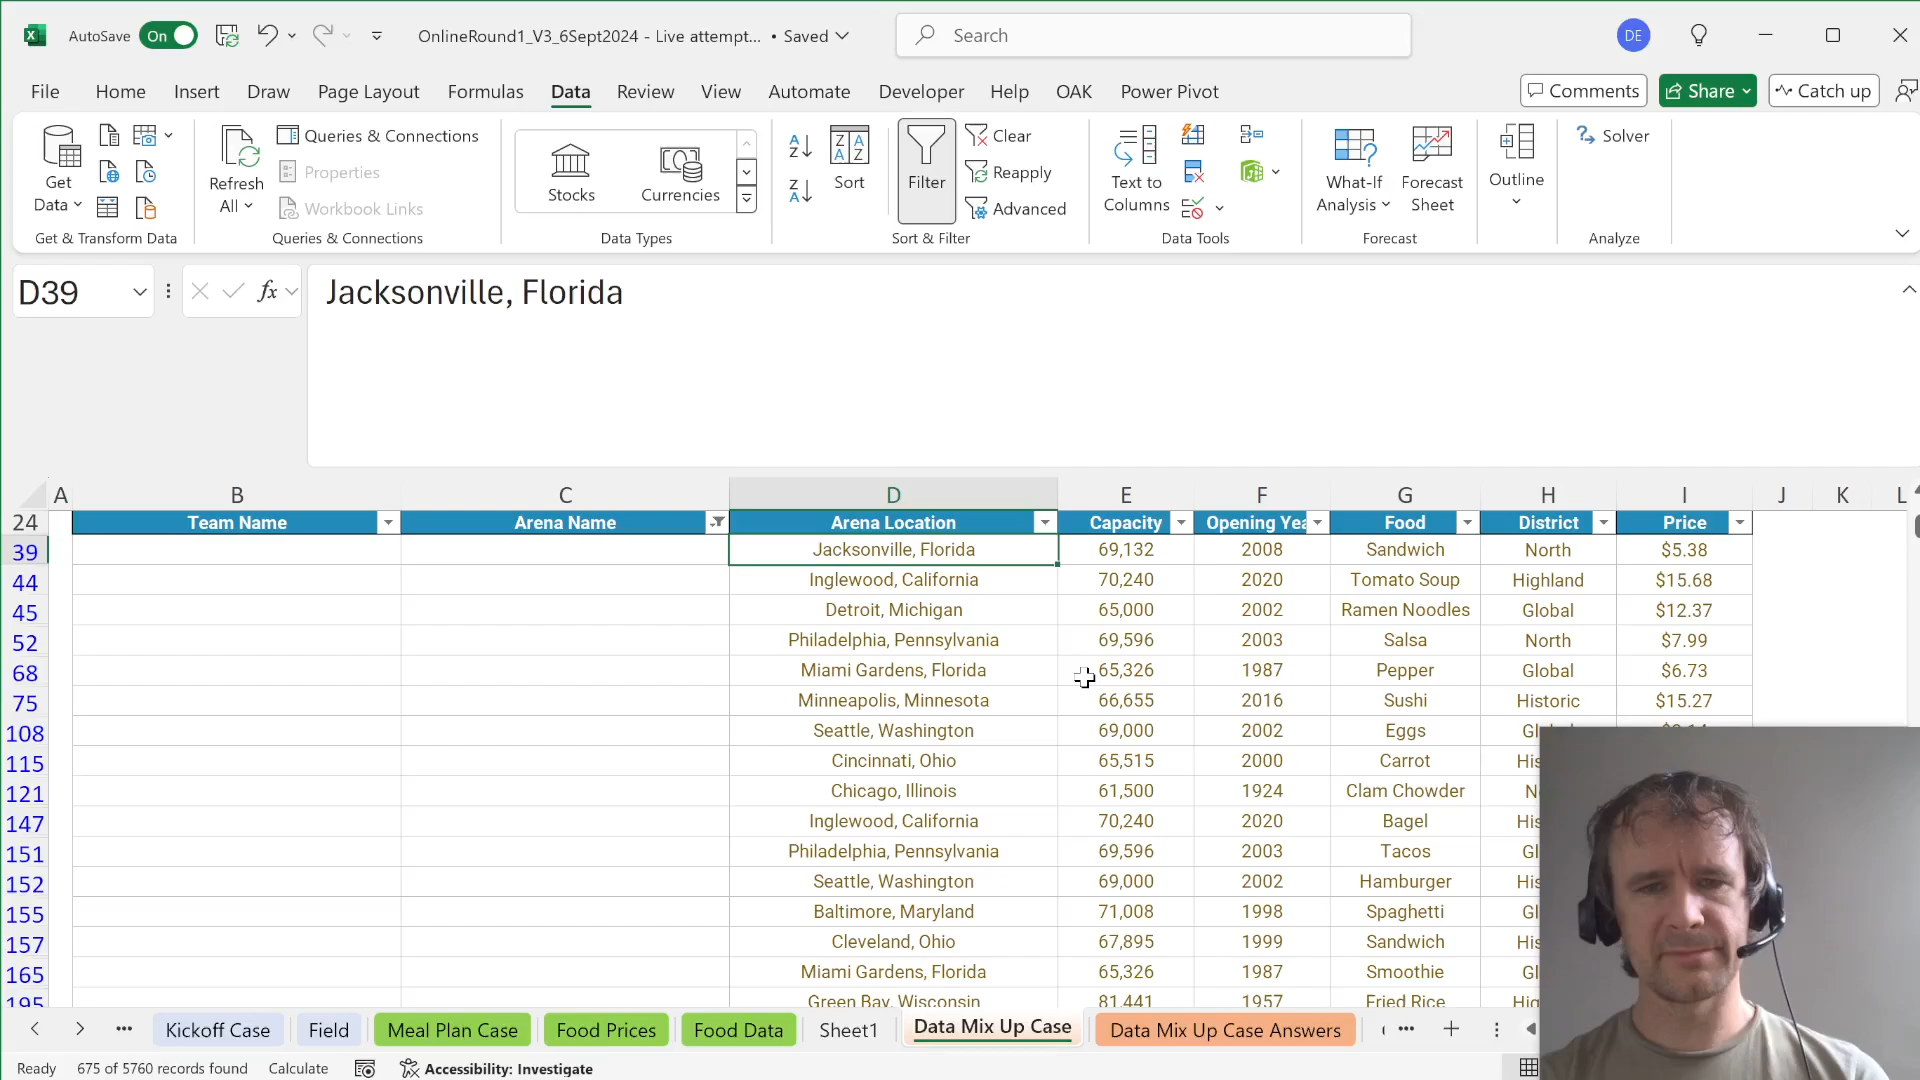 AutoSave On OnlineRound1_V3_6Sept2024 - Live attempt... • Saved Search DE
File Home Insert Draw Page Layout Formulas Data Review View Automate Developer Help OAK Power Pivot Comments Share Catch up
Get Data
Refresh All
Queries & Connections
Properties
Workbook Links
Stocks
Currencies
Sort
Filter
Clear
Reapply
Advanced
Text to Columns
What-If Analysis
Forecast Sheet
Outline
Solver
Get & Transform Data Queries & Connections Data Types Sort & Filter Data Tools Forecast Analyze
D39 fx Jacksonville, Florida
A B C D E F G H I J K L
24 Team Name Arena Name Arena Location Capacity Opening Yea Food District Price
39 Jacksonville, Florida 69,132 2008 Sandwich North $5.38
44 Inglewood, California 70,240 2020 Tomato Soup Highland $15.68
45 Detroit, Michigan 65,000 2002 Ramen Noodles Global $12.37
52 Philadelphia, Pennsylvania 69,596 2003 Salsa North $7.99
68 Miami Gardens, Florida 65,326 1987 Pepper Global $6.73
75 Minneapolis, Minnesota 66,655 2016 Sushi Historic $15.27
108 Seattle, Washington 69,000 2002 Eggs
115 Cincinnati, Ohio 65,515 2000 Carrot His
121 Chicago, Illinois 61,500 1924 Clam Chowder
147 Inglewood, California 70,240 2020 Bagel His
151 Philadelphia, Pennsylvania 69,596 2003 Tacos Gl
152 Seattle, Washington 69,000 2002 Hamburger His
155 Baltimore, Maryland 71,008 1998 Spaghetti Gl
157 Cleveland, Ohio 67,895 1999 Sandwich His
165 Miami Gardens, Florida 65,326 1987 Smoothie Gl
195 Green Bay, Wisconsin 81,441 1957 Fried Rice
Kickoff Case Field Meal Plan Case Food Prices Food Data Sheet1 Data Mix Up Case Data Mix Up Case Answers
Ready 675 of 5760 records found Calculate Accessibility: Investigate